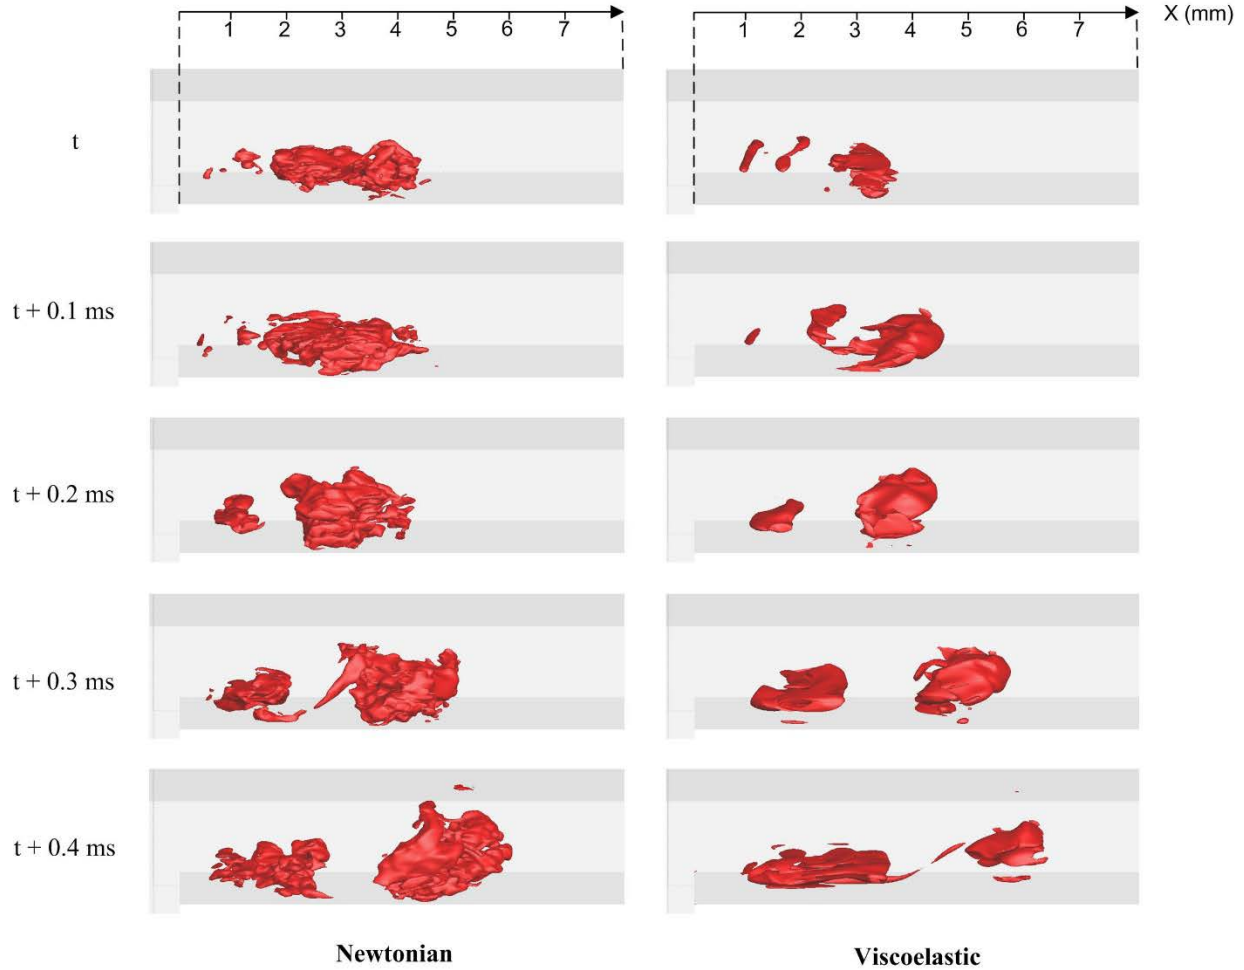 1 2 3 4 5 6 7
1 2 3 4 5 6 7
X (mm)
t
t + 0.1 ms
t + 0.2 ms
t + 0.3 ms
t + 0.4 ms
Newtonian
Viscoelastic